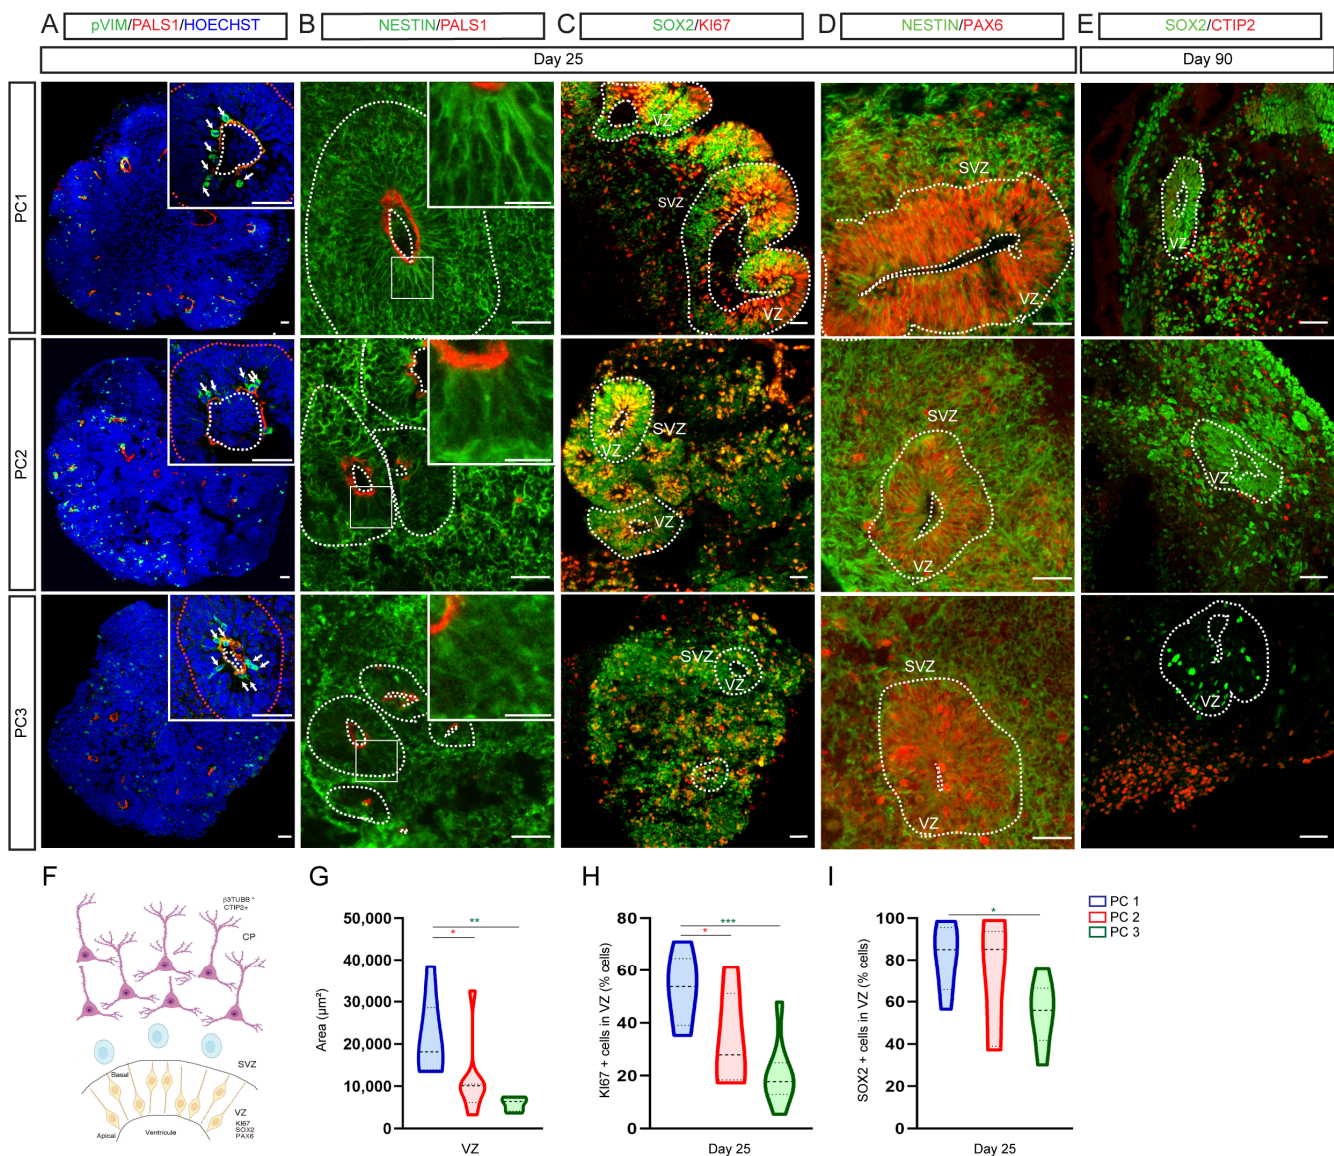 A pVIM/PALS1/HOECHST
B NESTIN/PALS1
C SOX2/KI67
D NESTIN/PAX6
E SOX2/CTIP2
Day 25
Day 90
PC1
VZ
SVZ
VZ
SVZ
VZ
VZ
PC2
SVZ
VZ
VZ
SVZ
VZ
VZ
PC3
SVZ
VZ
SVZ
VZ
VZ
F
β3TUBB +
CTIP2+
CP
SVZ
Basal
VZ
KI67
SOX2
PAX6
Apical
Ventricule
G
50,000
40,000
30,000
20,000
10,000
0
Area (µm²)
**
*
VZ
H
80
60
40
20
0
KI67 + cells in VZ (% cells)
***
*
Day 25
I
100
80
60
40
20
0
SOX2 + cells in VZ (% cells)
*
Day 25
PC 1
PC 2
PC 3